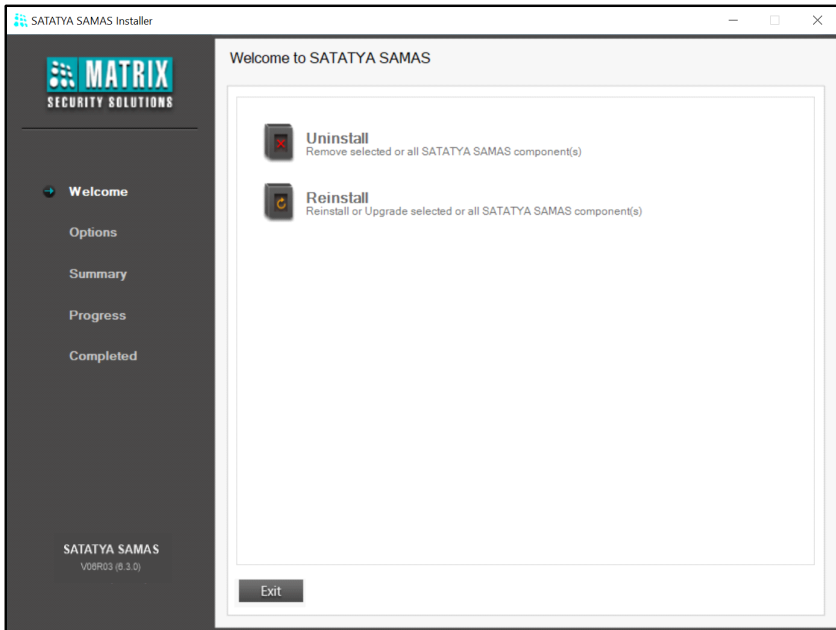 SATATYA SAMAS Installer
MATRIX
SECURITY SOLUTIONS
Welcome
Options
Summary
Progress
Completed
SATATYA SAMAS
V06R03 (6.3.0)
Welcome to SATATYA SAMAS
Uninstall
Remove selected or all SATATYA SAMAS component(s)
Reinstall
Reinstall or Upgrade selected or all SATATYA SAMAS component(s)
Exit